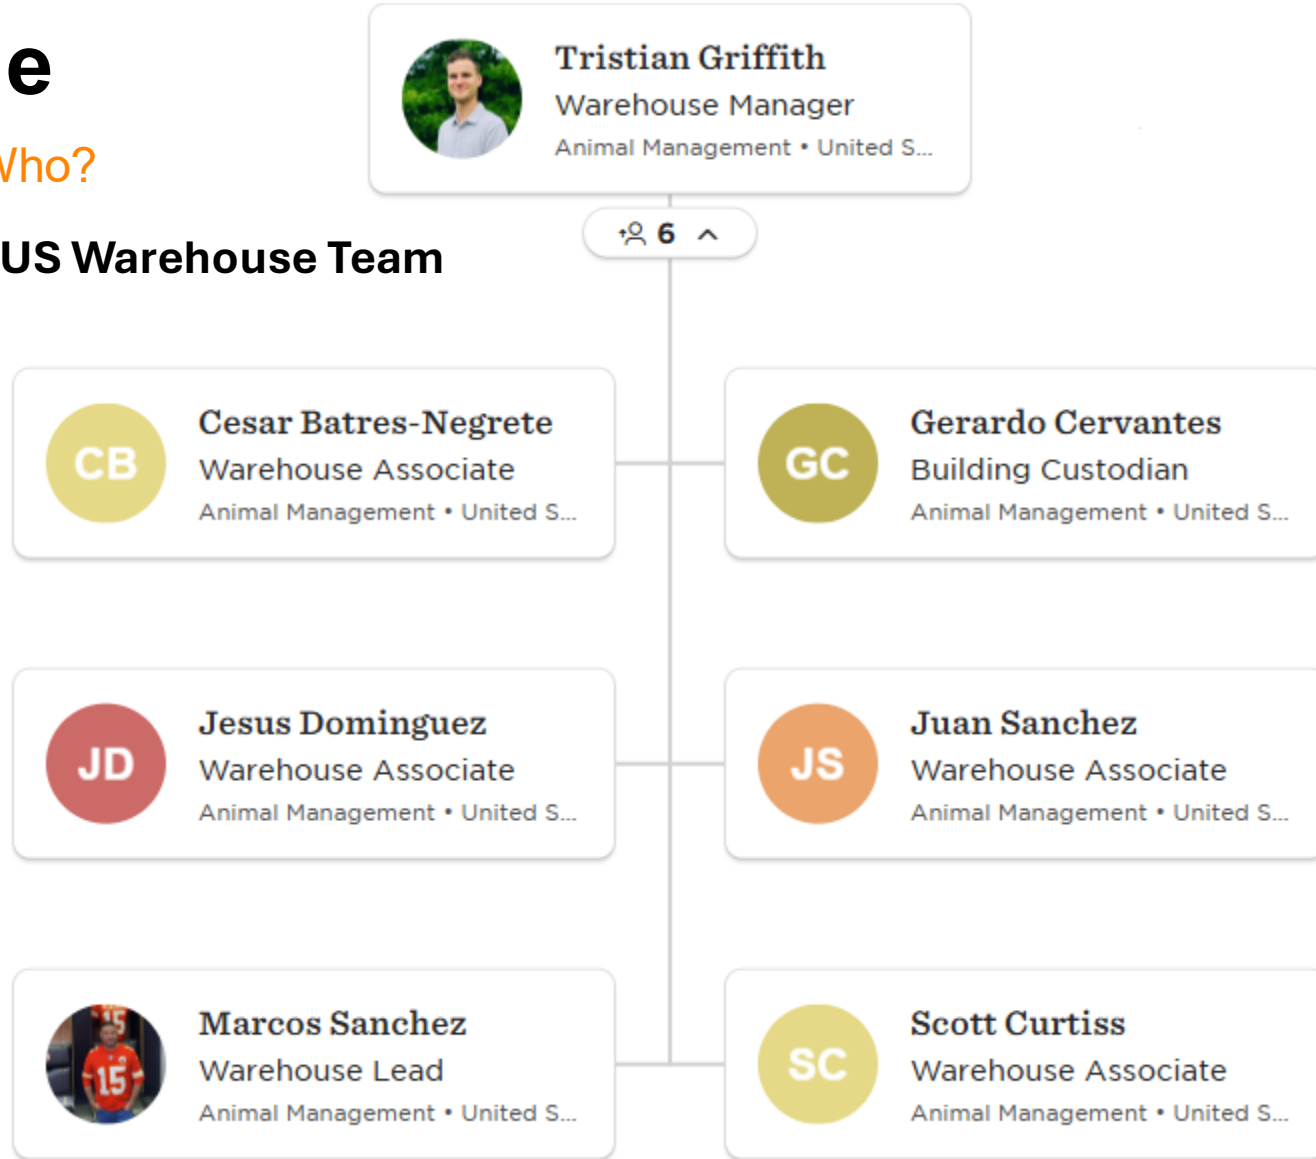 e
Who?
US Warehouse Team
Tristian Griffith
Warehouse Manager
Animal Management • United S...
6
CB
Cesar Batres-Negrete
Warehouse Associate
Animal Management • United S...
GC
Gerardo Cervantes
Building Custodian
Animal Management • United S...
JD
Jesus Dominguez
Warehouse Associate
Animal Management • United S...
JS
Juan Sanchez
Warehouse Associate
Animal Management • United S...
15
15
Marcos Sanchez
Warehouse Lead
Animal Management • United S...
SC
Scott Curtiss
Warehouse Associate
Animal Management • United S...